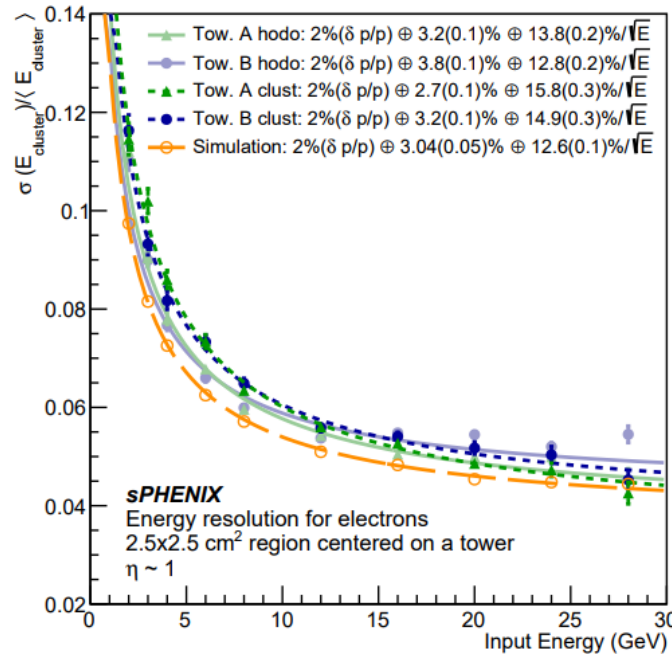 0.14
0.12
0.1
0.08
0.06
0.04
0.02
σ (E_cluster)/⟨ E_cluster ⟩
Tow. A hodo: 2%(δ p/p) ⊕ 3.2(0.1)% ⊕ 13.8(0.2)%/√E
Tow. B hodo: 2%(δ p/p) ⊕ 3.8(0.1)% ⊕ 12.8(0.2)%/√E
Tow. A clust: 2%(δ p/p) ⊕ 2.7(0.1)% ⊕ 15.8(0.3)%/√E
Tow. B clust: 2%(δ p/p) ⊕ 3.2(0.1)% ⊕ 14.9(0.3)%/√E
Simulation: 2%(δ p/p) ⊕ 3.04(0.05)% ⊕ 12.6(0.1)%/√E
sPHENIX
Energy resolution for electrons
2.5x2.5 cm² region centered on a tower
η ~ 1
0 5 10 15 20 25 30
Input Energy (GeV)